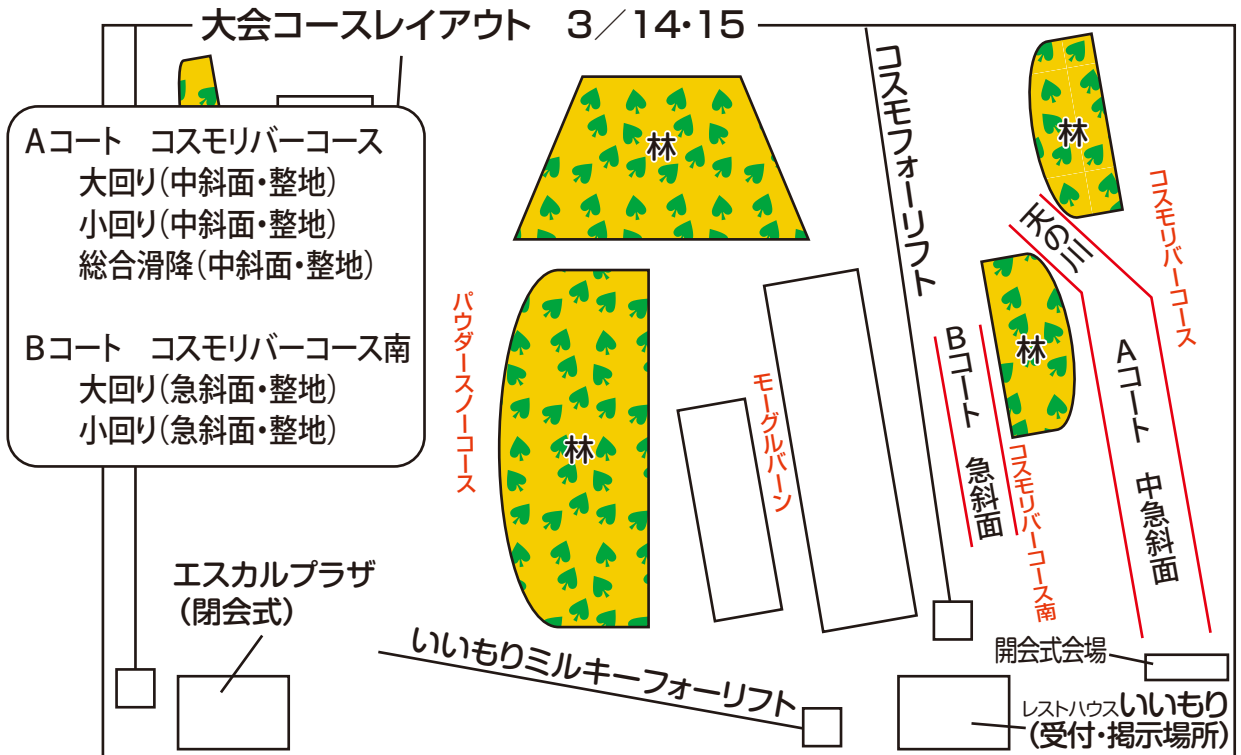 大会コースレイアウト 3／14・15
Aコート コスモリバーコース
大回り(中斜面・整地)
小回り(中斜面・整地)
総合滑降(中斜面・整地)
Bコート コスモリバーコース南
大回り(急斜面・整地)
小回り(急斜面・整地)
林
林
林
林
パウダースノーコース
モーグルバーン
コスモフォーリフト
天の川
コスモリバーコース
Bコート 急斜面
コスモリバーコース南
Aコート 中急斜面
エスカルプラザ
(閉会式)
いいもりミルキーフォーリフト
開会式会場
レストハウスいいもり
(受付・掲示場所)